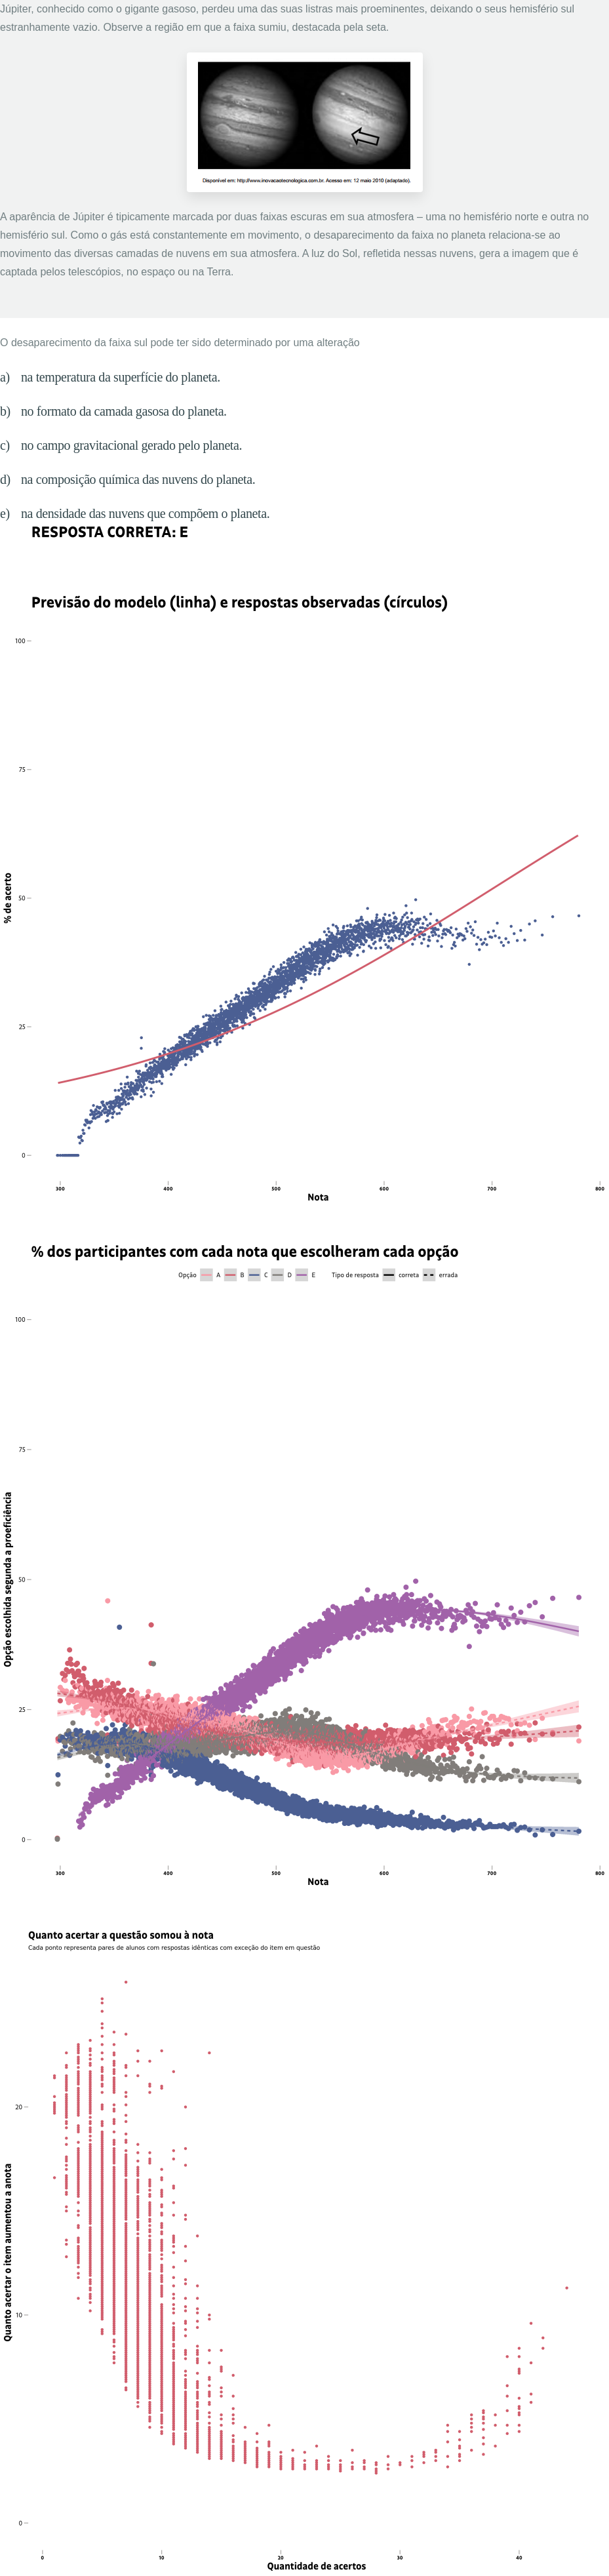 Júpiter, conhecido como o gigante gasoso, perdeu uma das suas listras mais proeminentes, deixando o seus hemisfério sul
estranhamente vazio. Observe a região em que a faixa sumiu, destacada pela seta.
Disponível em: http://www.inovacaotecnologica.com.br. Acesso em: 12 maio 2010 (adaptado).
A aparência de Júpiter é tipicamente marcada por duas faixas escuras em sua atmosfera – uma no hemisfério norte e outra no
hemisfério sul. Como o gás está constantemente em movimento, o desaparecimento da faixa no planeta relaciona-se ao
movimento das diversas camadas de nuvens em sua atmosfera. A luz do Sol, refletida nessas nuvens, gera a imagem que é
captada pelos telescópios, no espaço ou na Terra.
O desaparecimento da faixa sul pode ter sido determinado por uma alteração
a) na temperatura da superfície do planeta.
b) no formato da camada gasosa do planeta.
c) no campo gravitacional gerado pelo planeta.
d) na composição química das nuvens do planeta.
e) na densidade das nuvens que compõem o planeta.
RESPOSTA CORRETA: E
Previsão do modelo (linha) e respostas observadas (círculos)
100
75
50
25
0
% de acerto
300 400 500 600 700 800
Nota
% dos participantes com cada nota que escolheram cada opção
Opção A B C D E Tipo de resposta correta errada
100
75
50
25
0
Opção escolhida segunda a proeficiência
300 400 500 600 700 800
Nota
Quanto acertar a questão somou à nota
Cada ponto representa pares de alunos com respostas idênticas com exceção do item em questão
20
10
0
Quanto acertar o item aumentou a anota
0 10 20 30 40
Quantidade de acertos